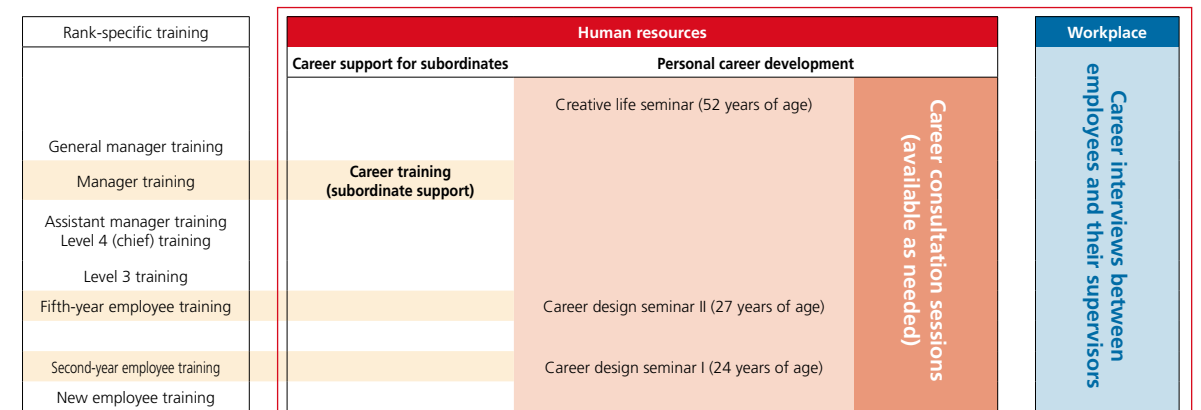 Rank-specific training
Human resources
Workplace
Career support for subordinates
Personal career development
Creative life seminar (52 years of age)
General manager training
Manager training
Career training
(subordinate support)
Assistant manager training
Level 4 (chief) training
Level 3 training
Fifth-year employee training
Career design seminar II (27 years of age)
Second-year employee training
Career design seminar I (24 years of age)
New employee training
Career consultation sessions
(available as needed)
Career interviews between
employees and their supervisors